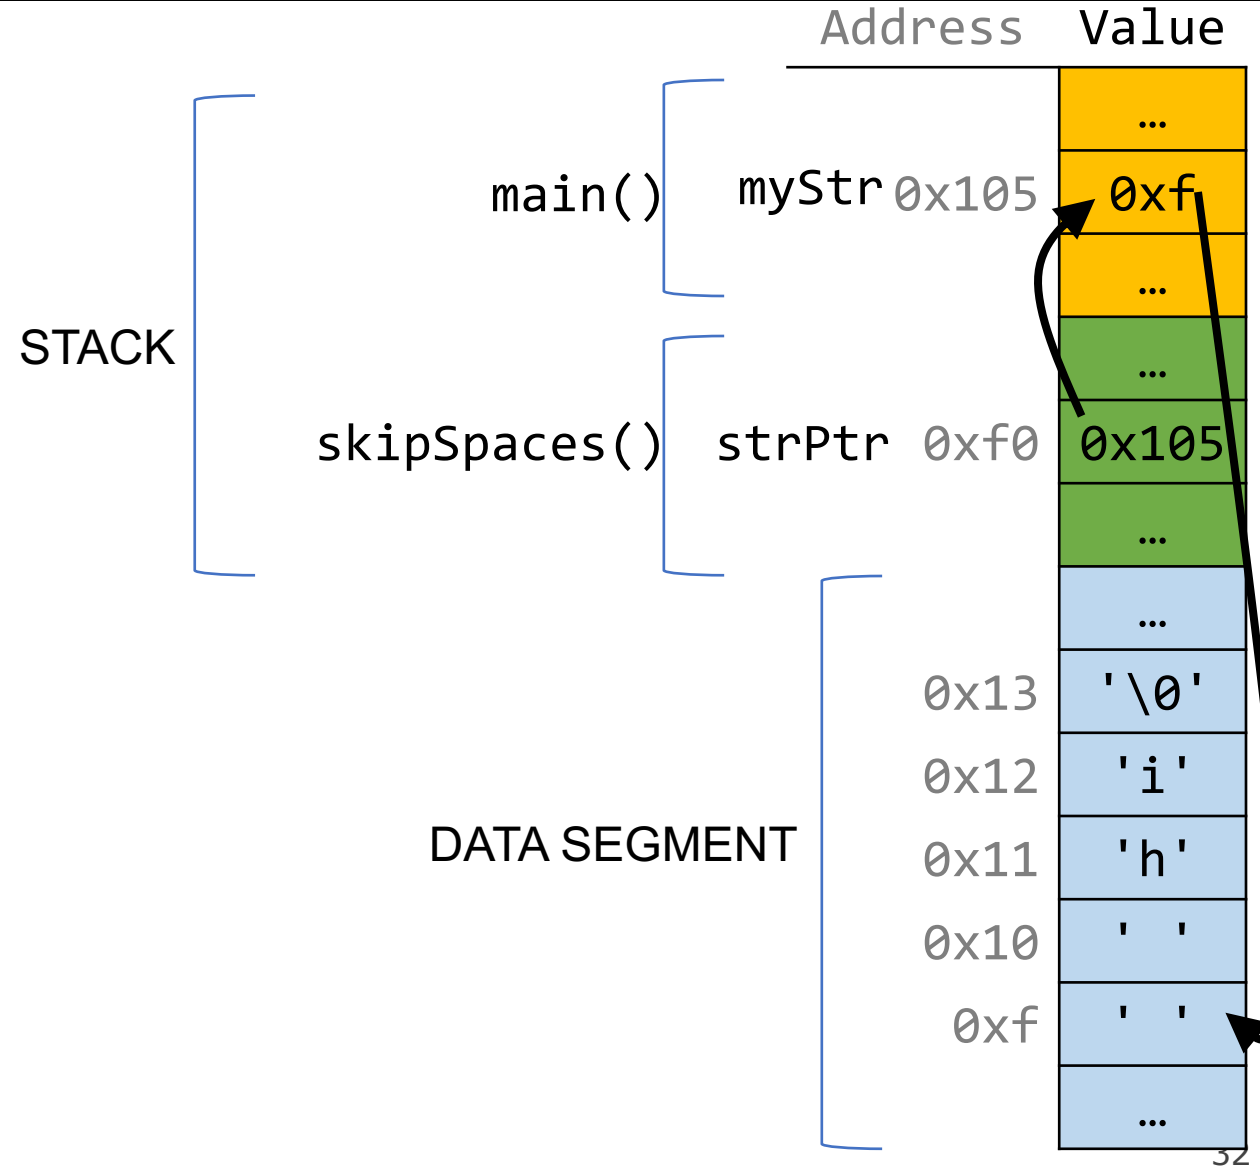 Address Value
…
main() myStr 0x105 0xf
…
STACK
…
skipSpaces() strPtr 0xf0 0x105
…
…
0x13 '\0'
0x12 'i'
DATA SEGMENT
0x11 'h'
0x10 ' '
0xf ' '
…
32